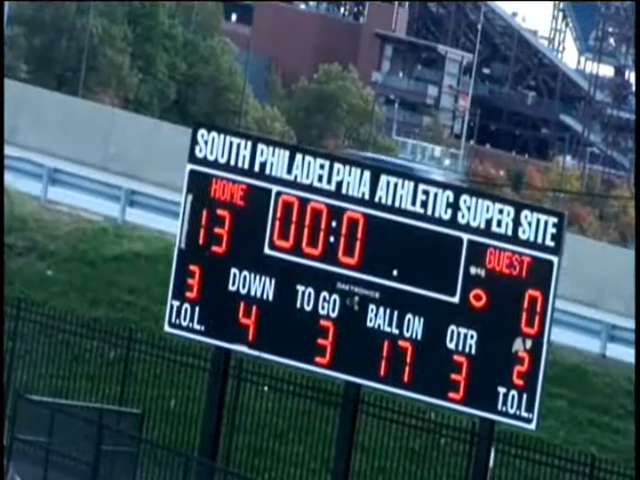 SOUTH PHILADELPHIA ATHLETIC SUPER SITE
HOME 00:0 GUEST
13 0
DAKTRONICS
3 DOWN TO GO BALL ON QTR 2
T.O.L. 4 3 17 3 T.O.L.